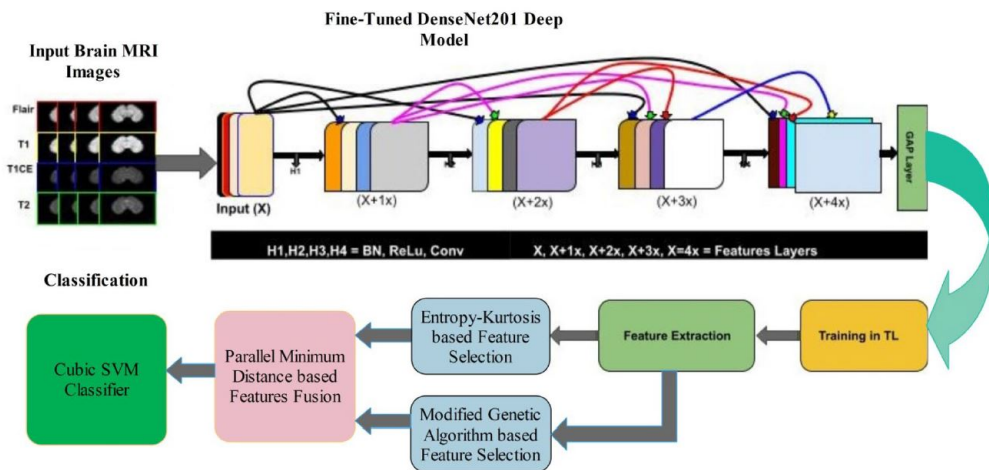 Fine-Tuned DenseNet201 Deep
Model
Input Brain MRI
Images
Flair
T1
T1CE
T2
H1
Input (X)
(X+1x)
(X+2x)
(X+3x)
(X+4x)
GAP Layer
H1,H2,H3,H4 = BN, ReLu, Conv
X, X+1x, X+2x, X+3x, X=4x = Features Layers
Classification
Cubic SVM
Classifier
Parallel Minimum
Distance based
Features Fusion
Entropy-Kurtosis
based Feature
Selection
Modified Genetic
Algorithm based
Feature Selection
Feature Extraction
Training in TL